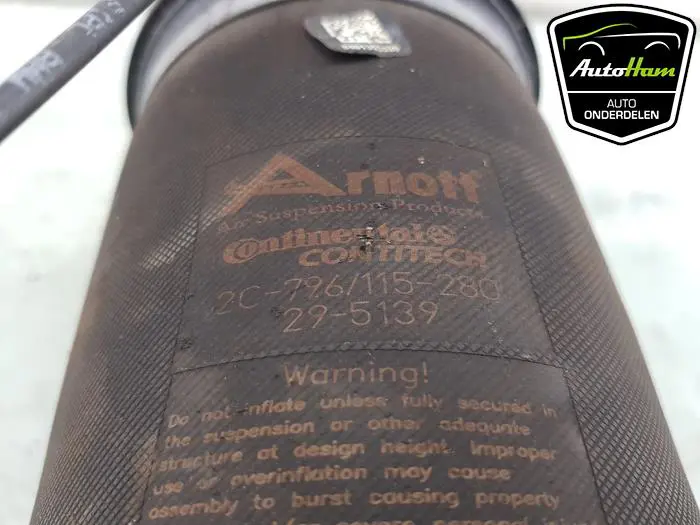 AutoHam
AUTO
ONDERDELEN
Arnott
Air Suspension Products
Continental
CONTITECH
2C-796/115-280
29-5139
Warning!
Do not inflate unless fully secured in
the suspension or other adequate
structure at design height. Improper
use or overinflation may cause
assembly to burst causing property
severe personal